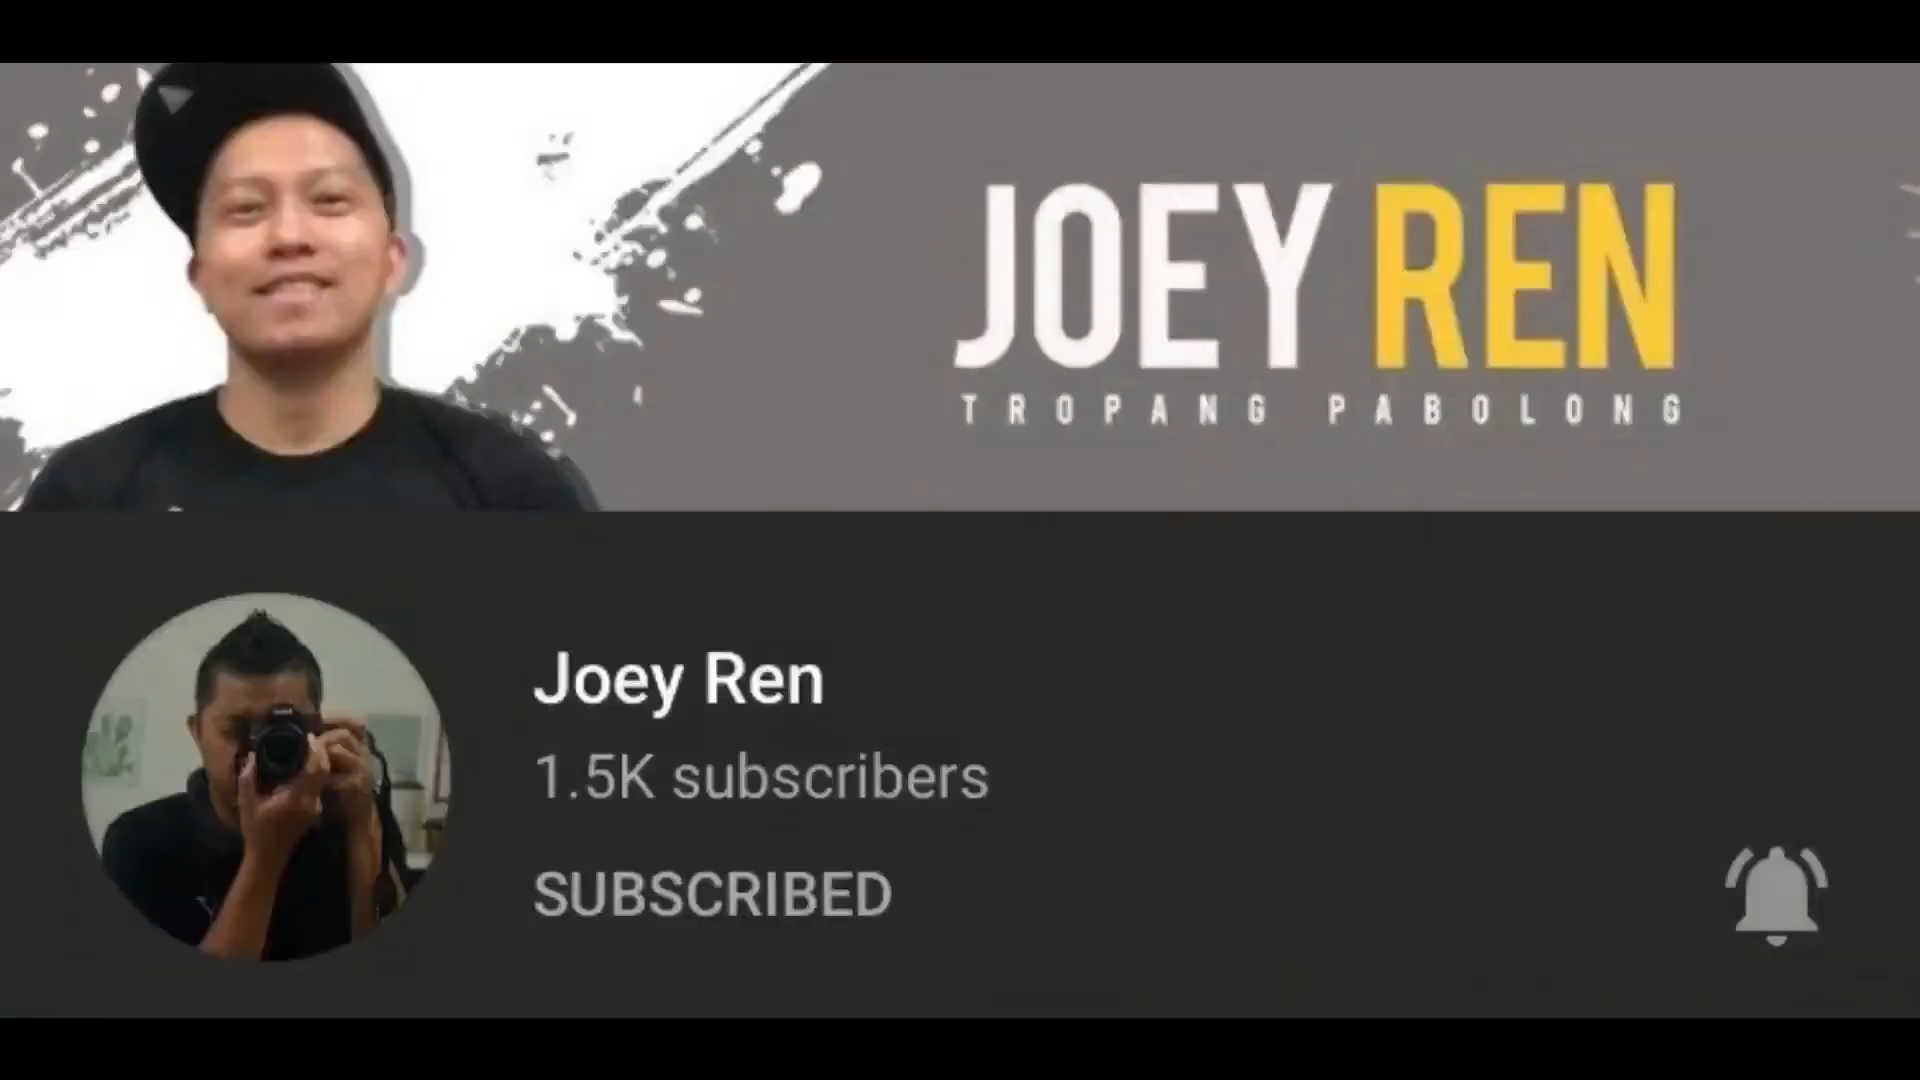 JOEY REN
TROPANG PABOLONG
Joey Ren
1.5K subscribers
SUBSCRIBED